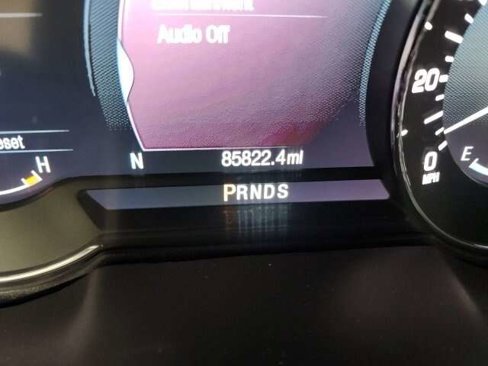 Audio Off
20
eset
H
N
85822.4mi
0
MPH
E
PRNDS